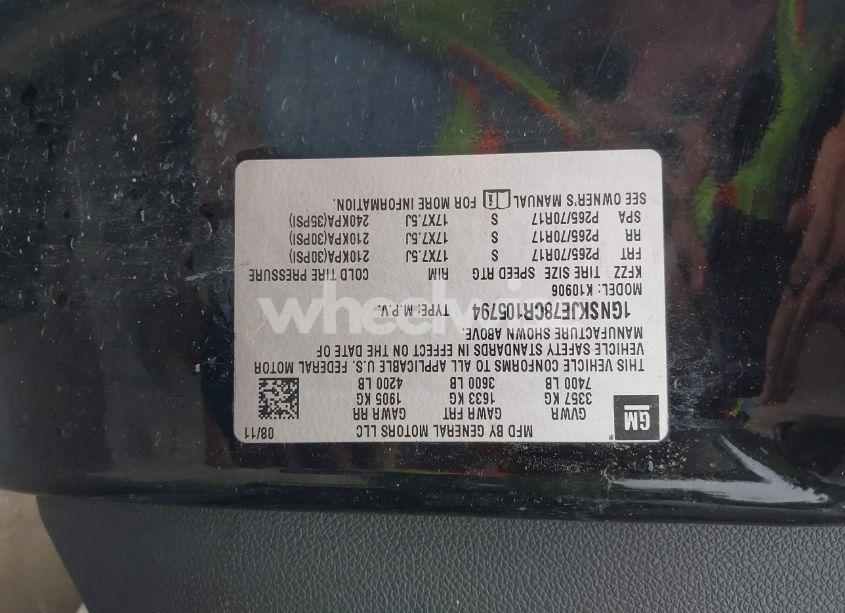 GM
MFD BY GENERAL MOTORS LLC 08/11
GVWR GAWR FRT GAWR RR
3357 KG 1633 KG 1905 KG
7400 LB 3600 LB 4200 LB
THIS VEHICLE CONFORMS TO ALL APPLICABLE U.S. FEDERAL MOTOR
VEHICLE SAFETY STANDARDS IN EFFECT ON THE DATE OF
MANUFACTURE SHOWN ABOVE.
1GNSKJE78CR105794 TYPE: M.P.V.
MODEL: K10906
KFZZ TIRE SIZE SPEED RTG RIM COLD TIRE PRESSURE
FRT P265/70R17 S 17X7.5J 210KPA(30PSI)
RR P265/70R17 S 17X7.5J 210KPA(30PSI)
SPA P265/70R17 S 17X7.5J 240KPA(35PSI)
SEE OWNER'S MANUAL FOR MORE INFORMATION.